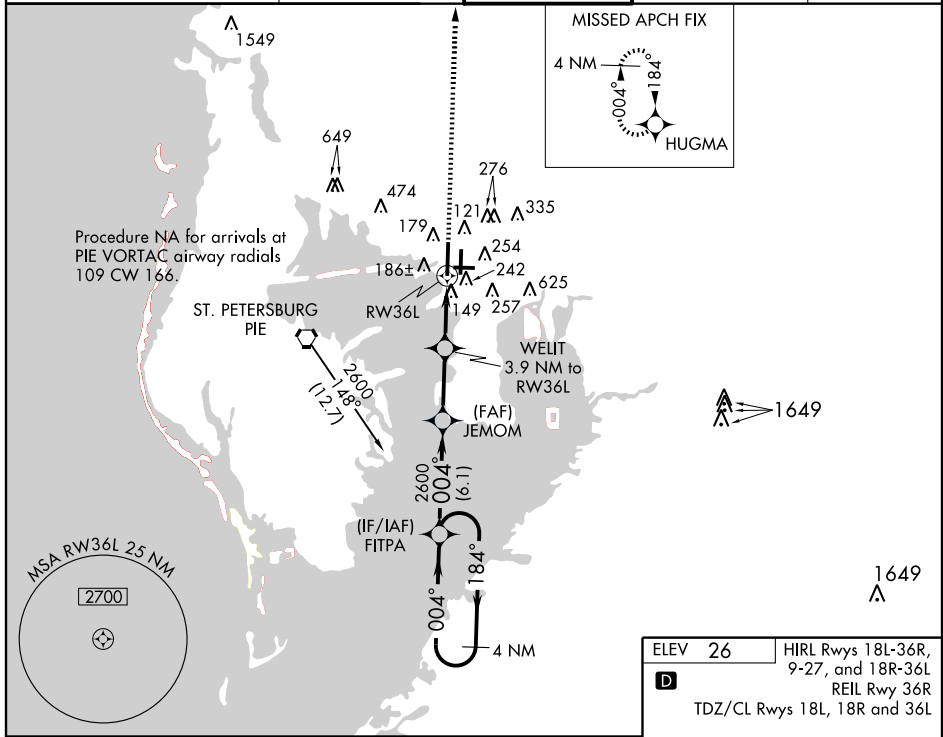 1549
MISSED APCH FIX
4 NM
004°
184°
HUGMA
649
474
276
179
121
335
Procedure NA for arrivals at
PIE VORTAC airway radials
109 CW 166.
254
186±
242
RW36L
149
257
625
ST. PETERSBURG
PIE
2600
148°
(12.7)
WELIT
3.9 NM to
RW36L
1649
(FAF)
JEMOM
2600
004°
(6.1)
(IF/IAF)
FITPA
184°
004°
4 NM
MSA RW36L 25 NM
2700
1649
ELEV 26
D
HIRL Rwys 18L-36R,
9-27, and 18R-36L
REIL Rwy 36R
TDZ/CL Rwys 18L, 18R and 36L